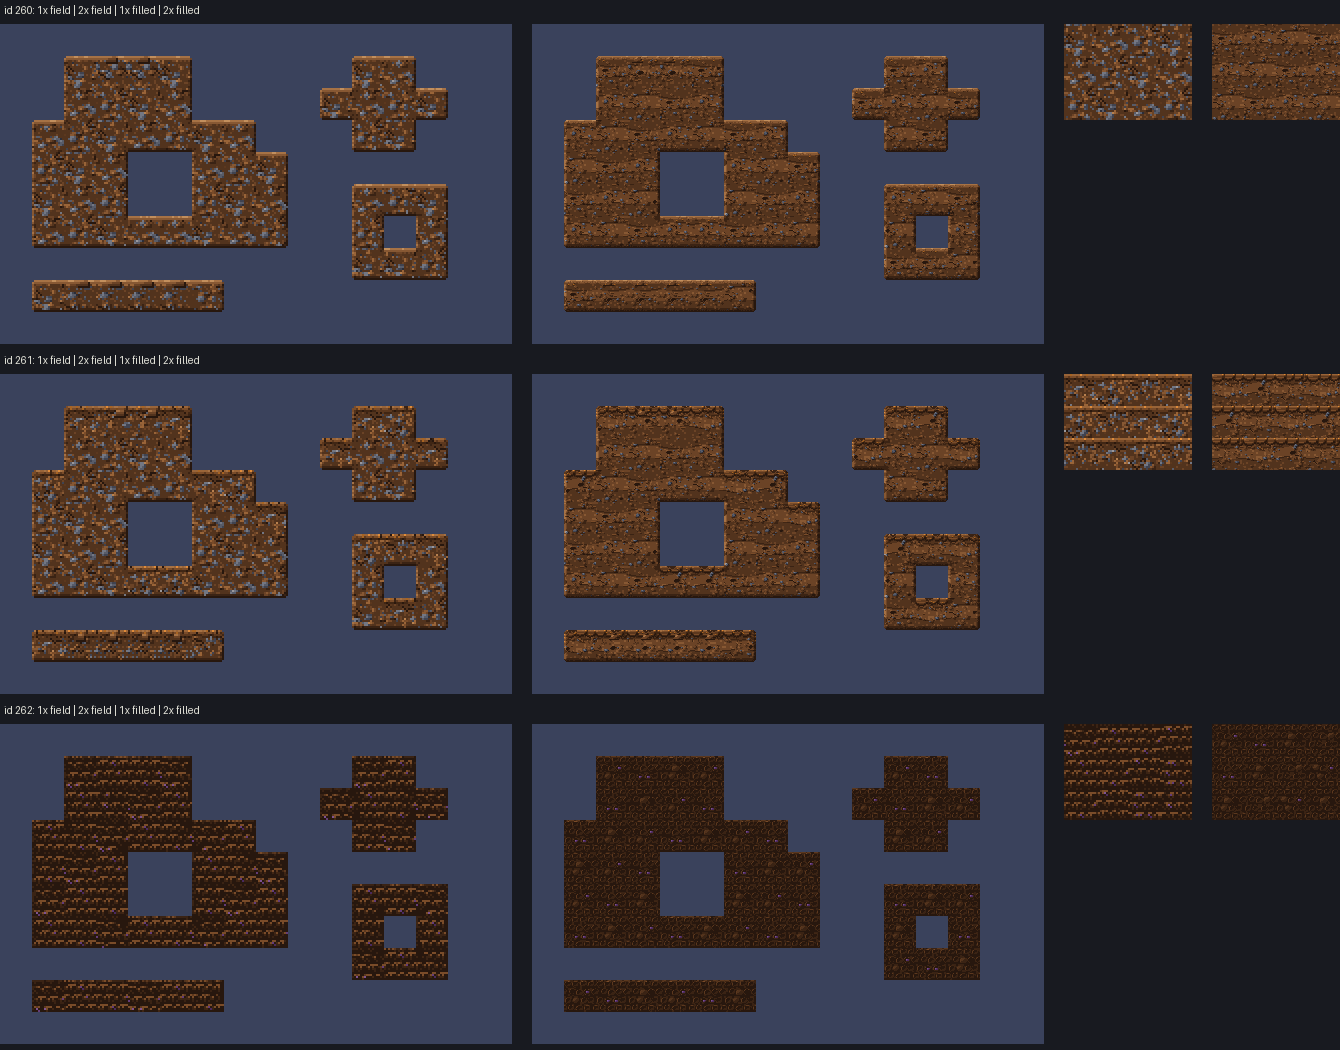 id 260: 1x field | 2x field | 1x filled | 2x filled
id 261: 1x field | 2x field | 1x filled | 2x filled
id 262: 1x field | 2x field | 1x filled | 2x filled